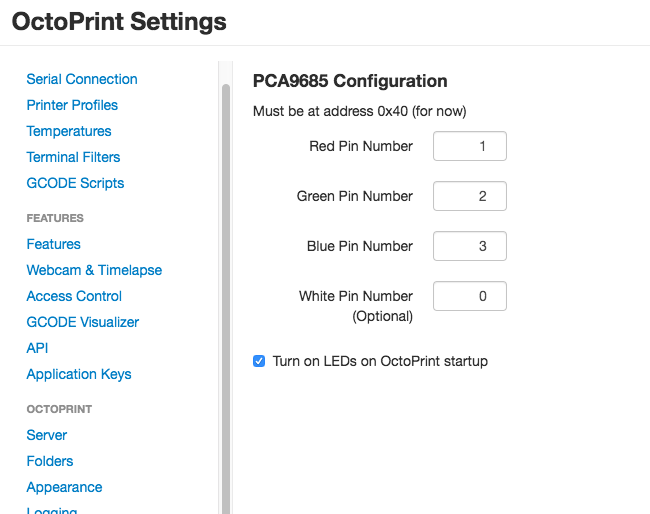 OctoPrint Settings
Serial Connection
Printer Profiles
Temperatures
Terminal Filters
GCODE Scripts
FEATURES
Features
Webcam & Timelapse
Access Control
GCODE Visualizer
API
Application Keys
OCTOPRINT
Server
Folders
Appearance
Logging
PCA9685 Configuration
Must be at address 0x40 (for now)
Red Pin Number 1
Green Pin Number 2
Blue Pin Number 3
White Pin Number 0
(Optional)
Turn on LEDs on OctoPrint startup